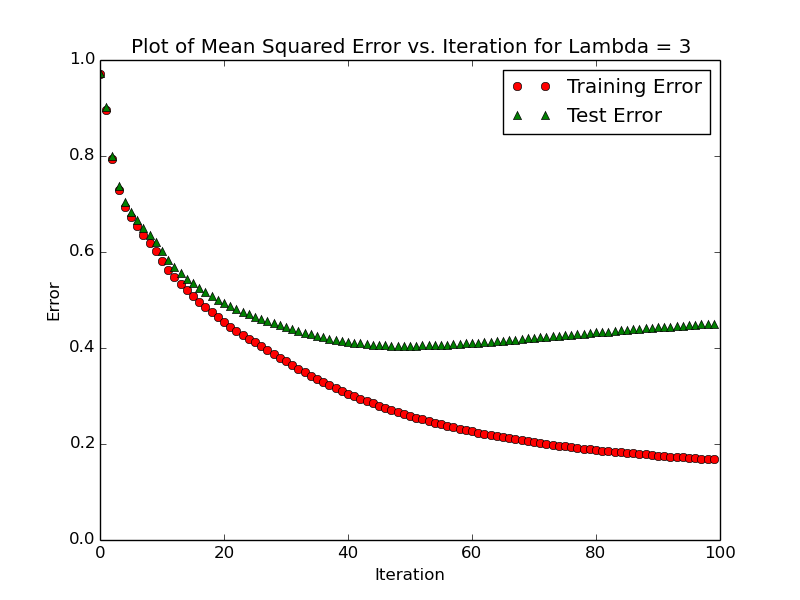 Plot of Mean Squared Error vs. Iteration for Lambda = 3
Training Error
Test Error
1.0
0.8
0.6
0.4
0.2
0.0
Error
0 20 40 60 80 100
Iteration